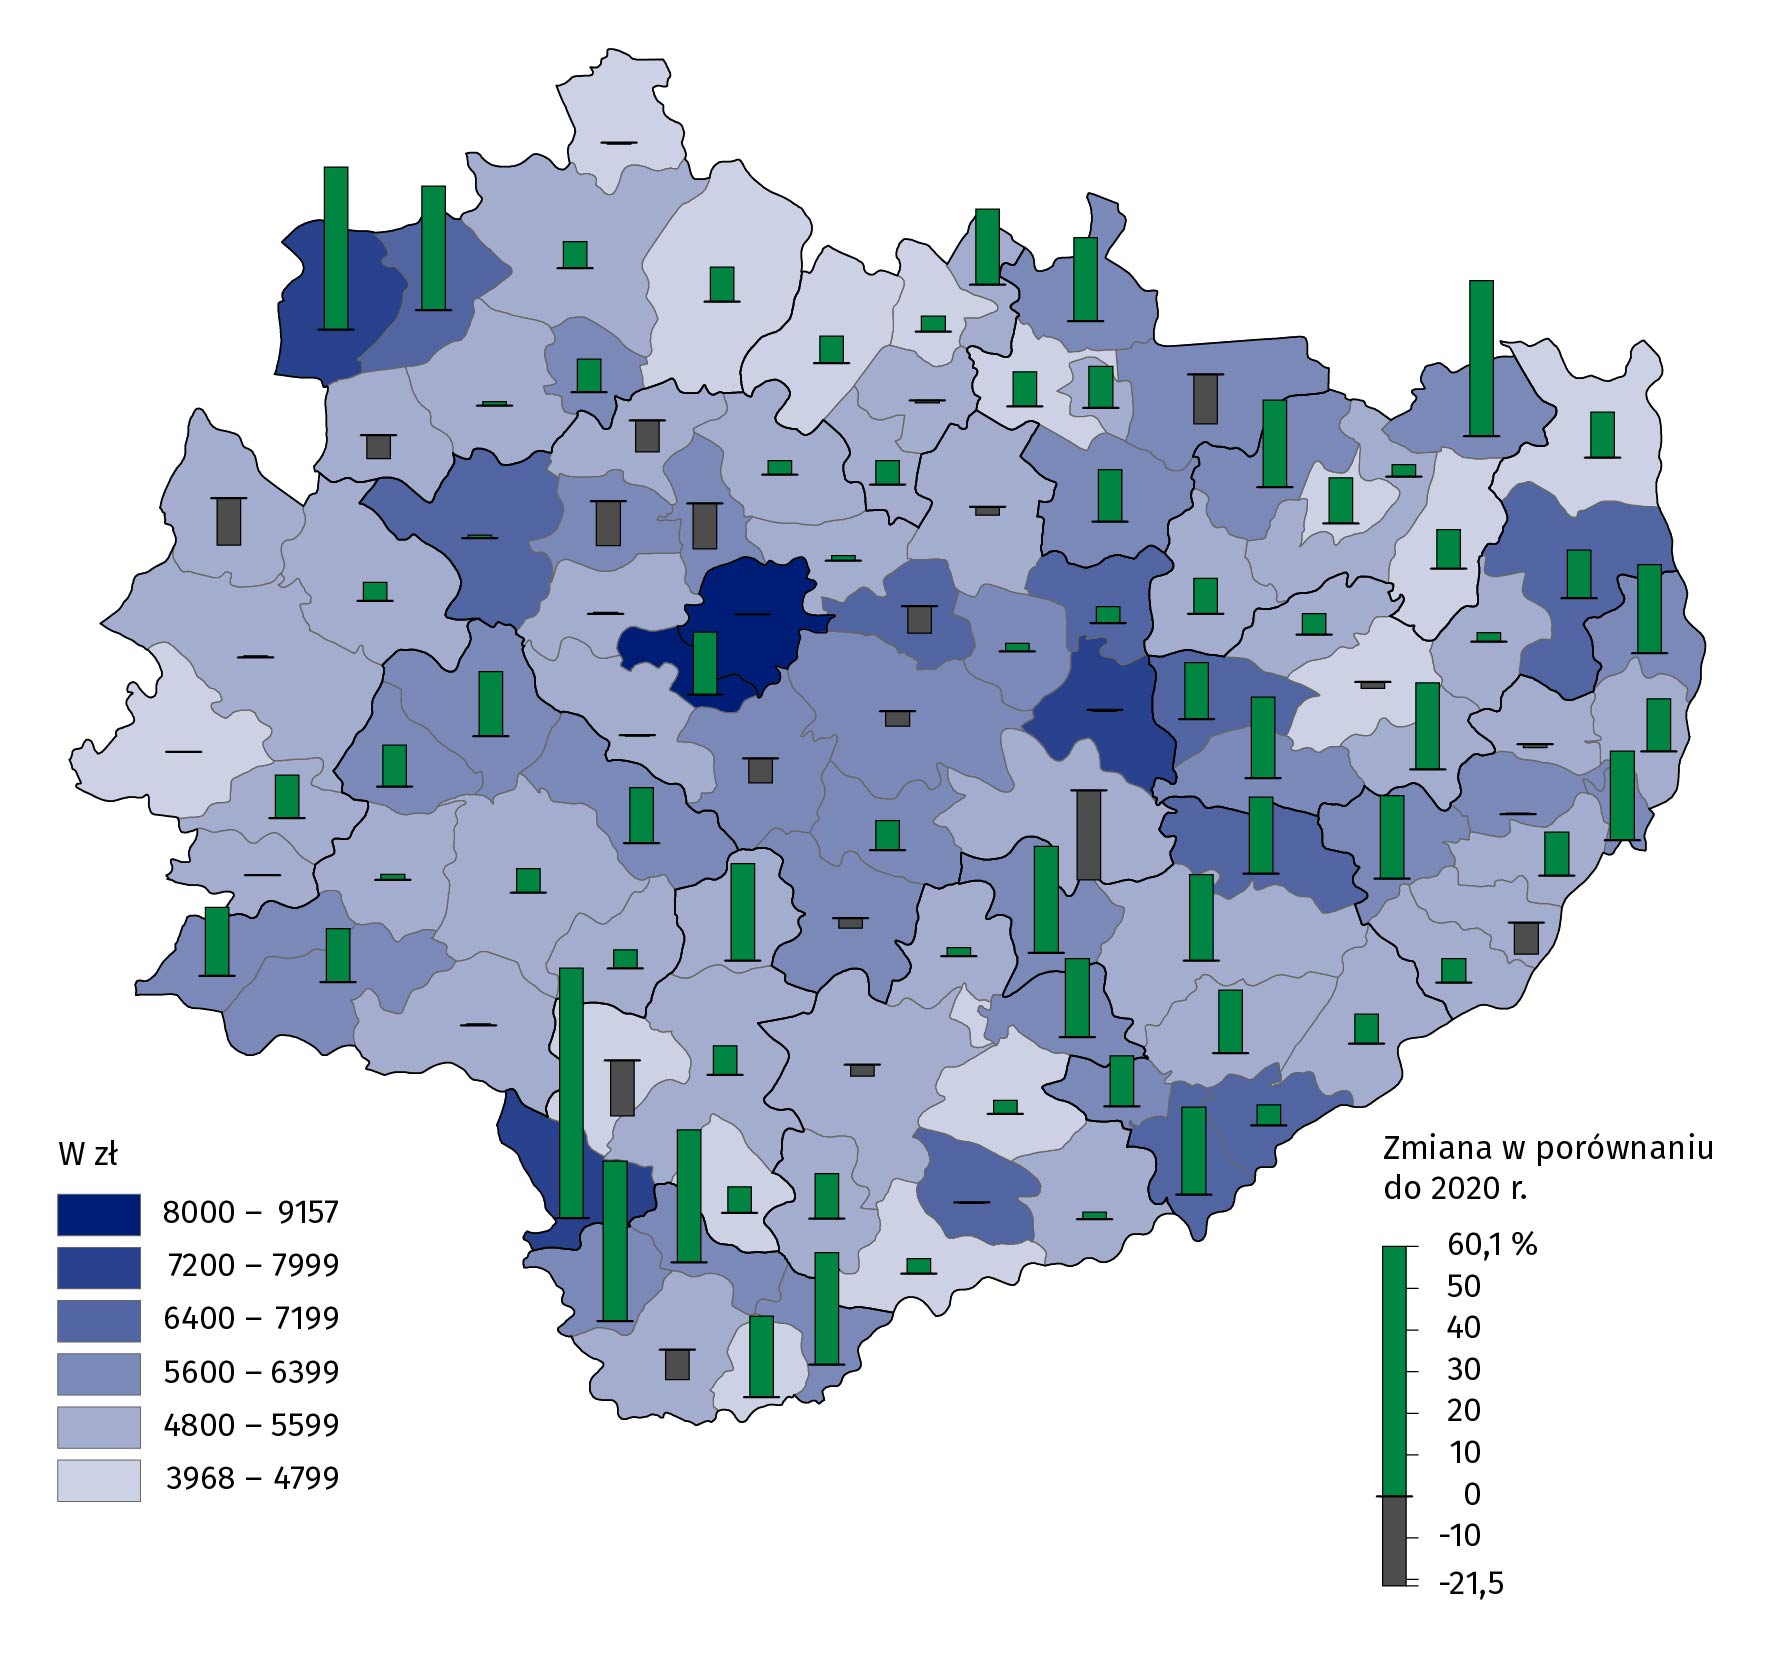 W zł
8000 – 9157
7200 – 7999
6400 – 7199
5600 – 6399
4800 – 5599
3968 – 4799
Zmiana w porównaniu
do 2020 r.
60,1 %
50
40
30
20
10
0
-10
-21,5